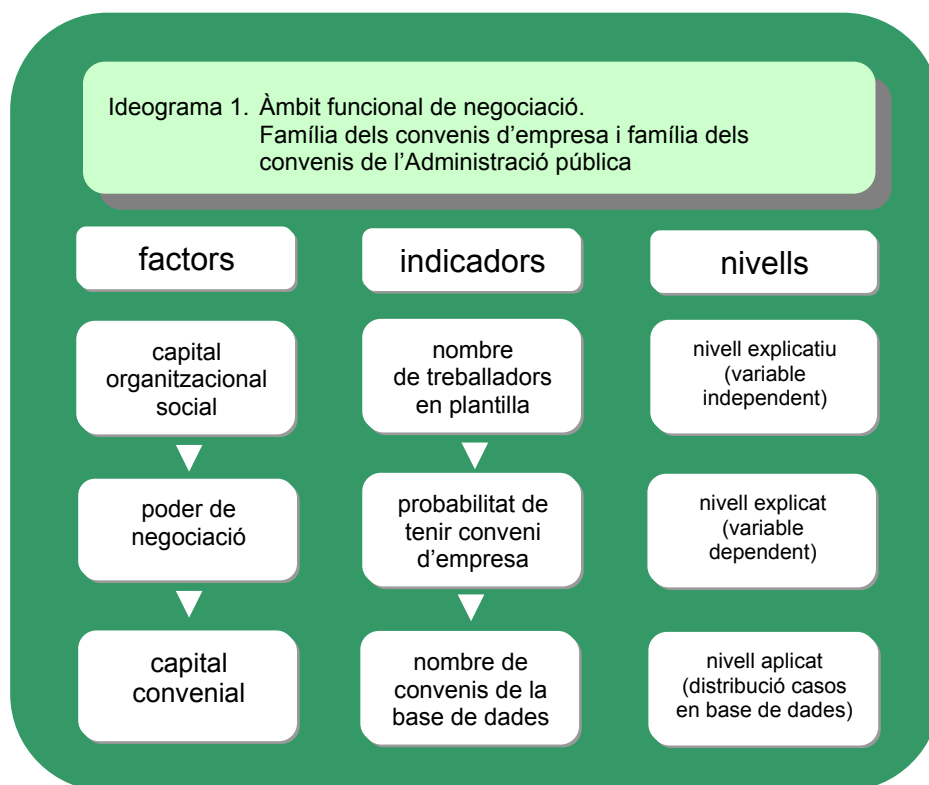 Ideograma 1. Àmbit funcional de negociació.
Família dels convenis d’empresa i família dels
convenis de l’Administració pública
factors
indicadors
nivells
capital
organitzacional
social
nombre
de treballadors
en plantilla
nivell explicatiu
(variable
independent)
poder de
negociació
probabilitat de
tenir conveni
d’empresa
nivell explicat
(variable
dependent)
capital
convenial
nombre de
convenis de la
base de dades
nivell aplicat
(distribució casos
en base de dades)